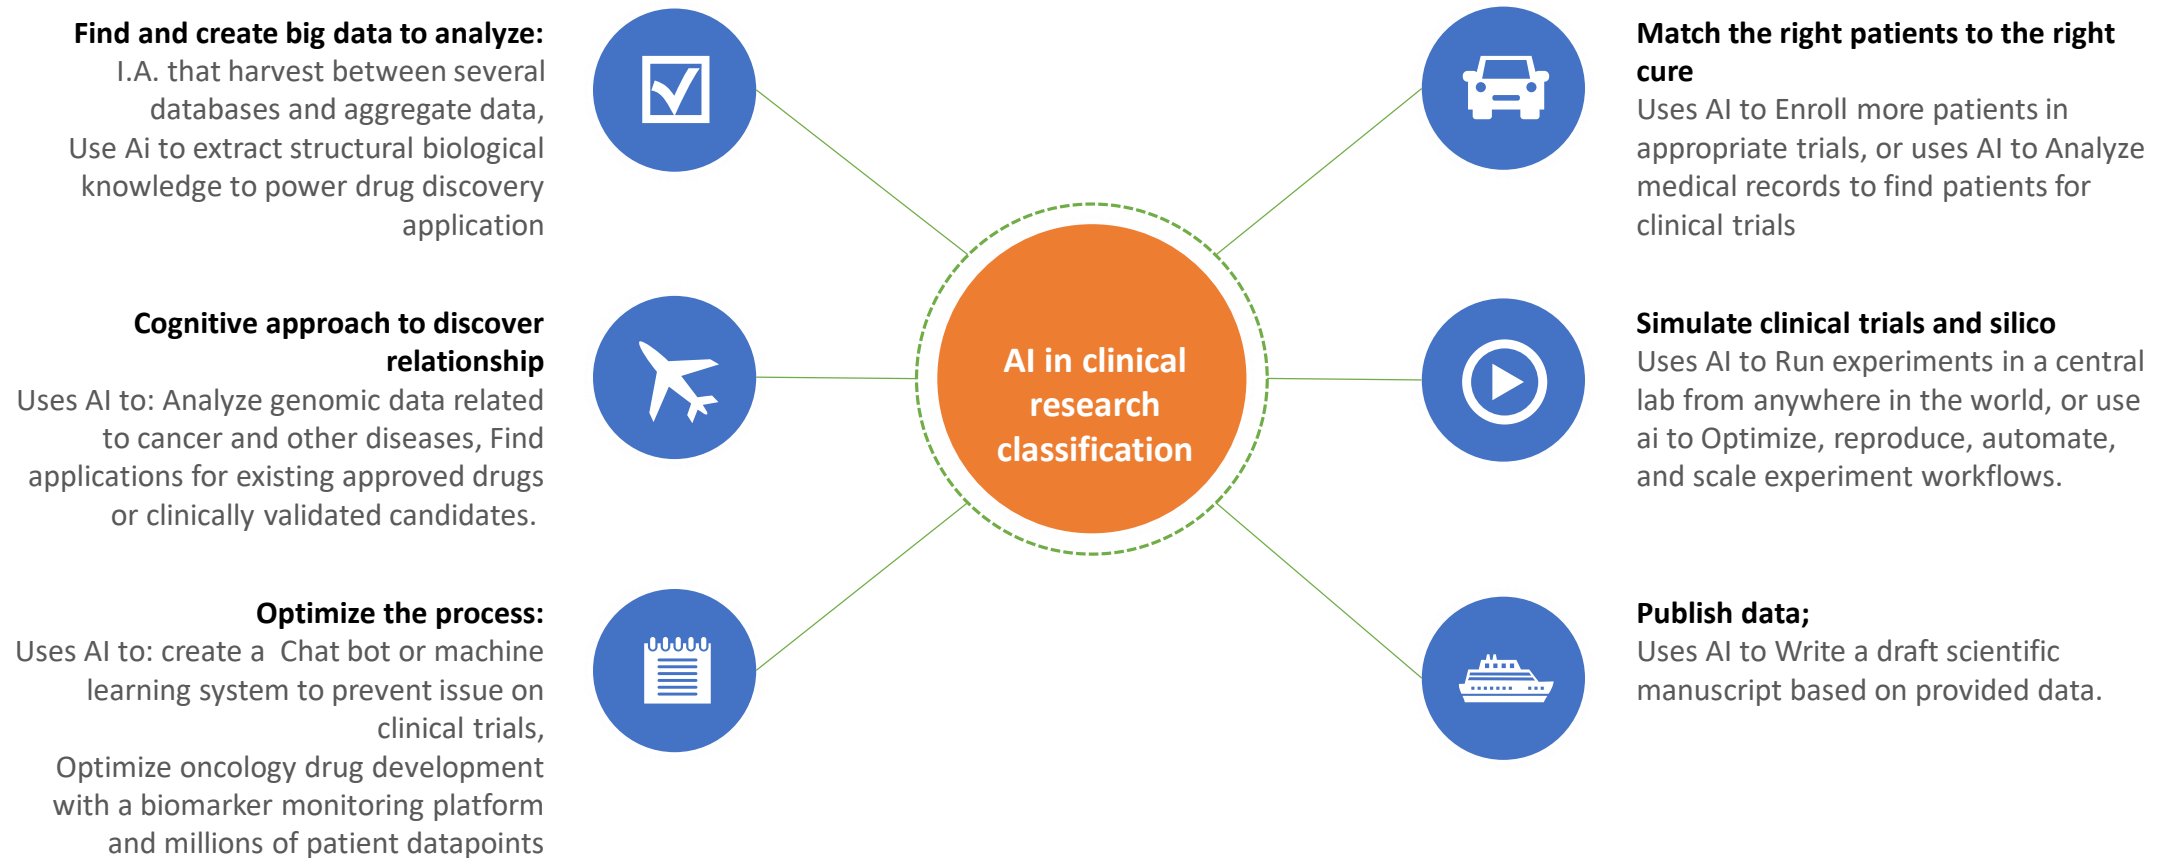 Find and create big data to analyze:
I.A. that harvest between several
databases and aggregate data,
Use Ai to extract structural biological
knowledge to power drug discovery
application
Cognitive approach to discover
relationship
Uses AI to: Analyze genomic data related
to cancer and other diseases, Find
applications for existing approved drugs
or clinically validated candidates.
Optimize the process:
Uses AI to: create a  Chat bot or machine
learning system to prevent issue on
clinical trials,
Optimize oncology drug development
with a biomarker monitoring platform
and millions of patient datapoints
AI in clinical
research
classification
Match the right patients to the right
cure
Uses AI to Enroll more patients in
appropriate trials, or uses AI to Analyze
medical records to find patients for
clinical trials
Simulate clinical trials and silico
Uses AI to Run experiments in a central
lab from anywhere in the world, or use
ai to Optimize, reproduce, automate,
and scale experiment workflows.
Publish data;
Uses AI to Write a draft scientific
manuscript based on provided data.